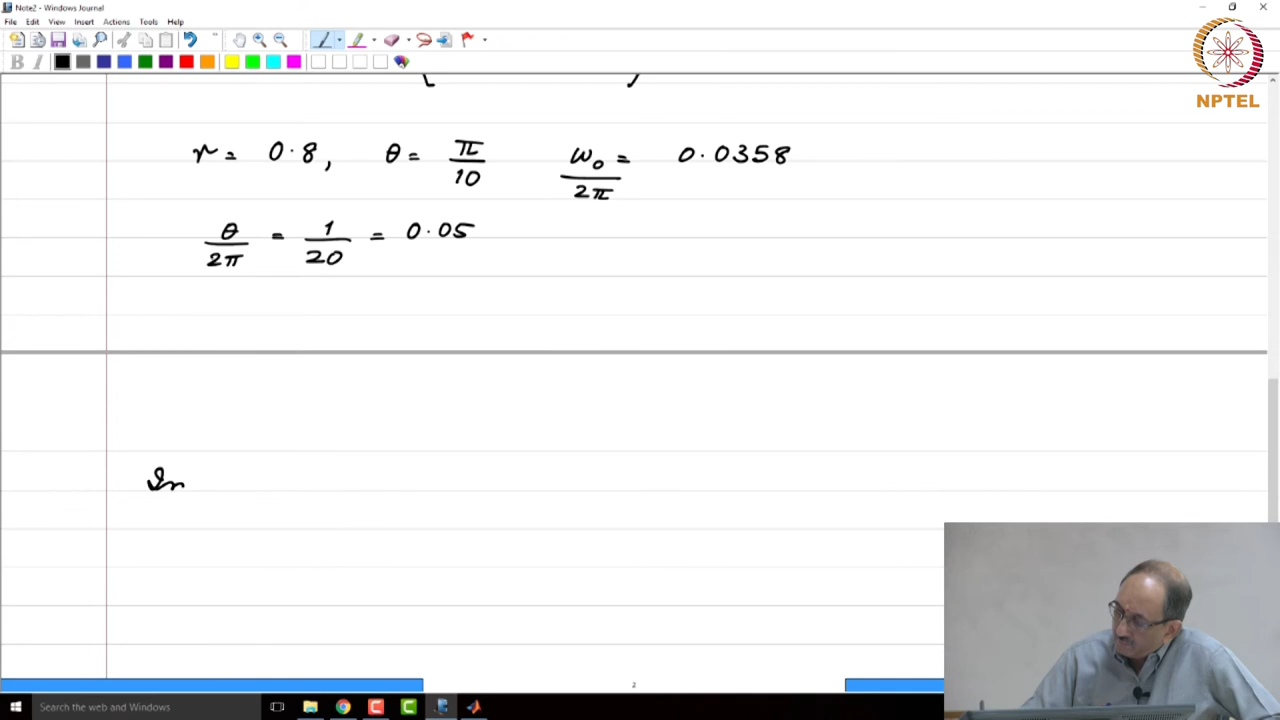 Note2 - Windows Journal
File Edit View Insert Actions Tools Help
NPTEL
r = 0.8, θ = π/10 ω₀/2π = 0.0358
θ/2π = 1/20 = 0.05
In
2
Search the web and Windows